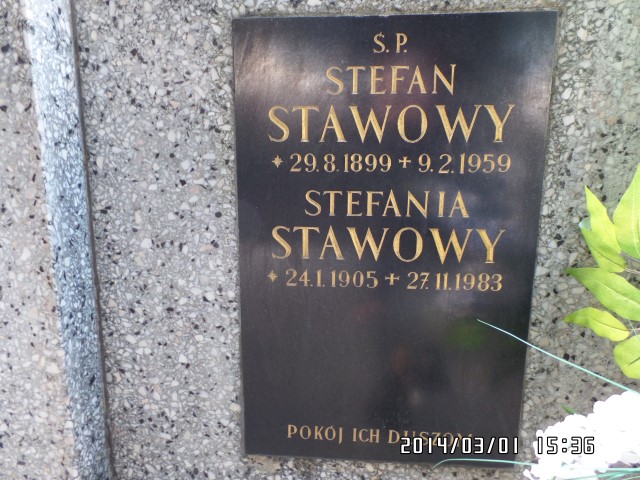 Ś.P.
STEFAN
STAWOWY
* 29.8.1899 + 9.2.1959
STEFANIA
STAWOWY
* 24.1.1905 + 27.11.1983
POKÓJ ICH DUSZOM
2014/03/01 15:36